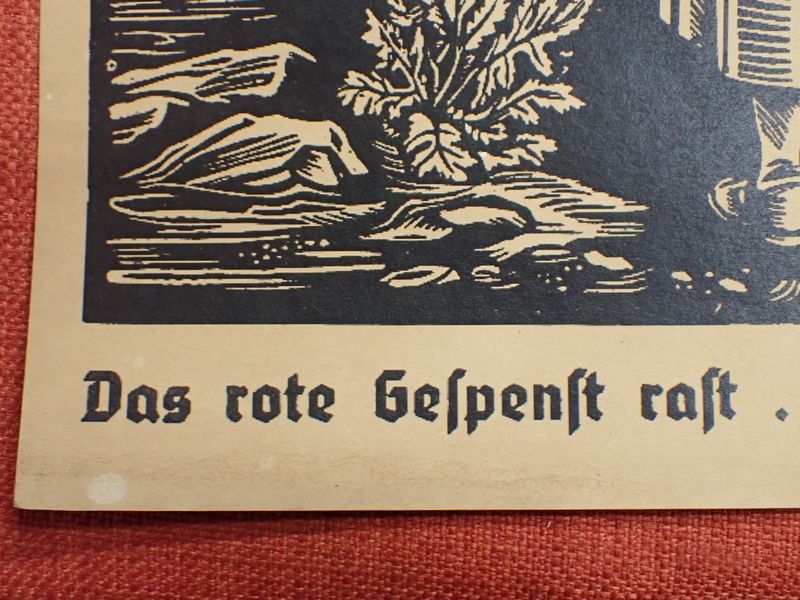 Das rote Geſpenſt raſt .